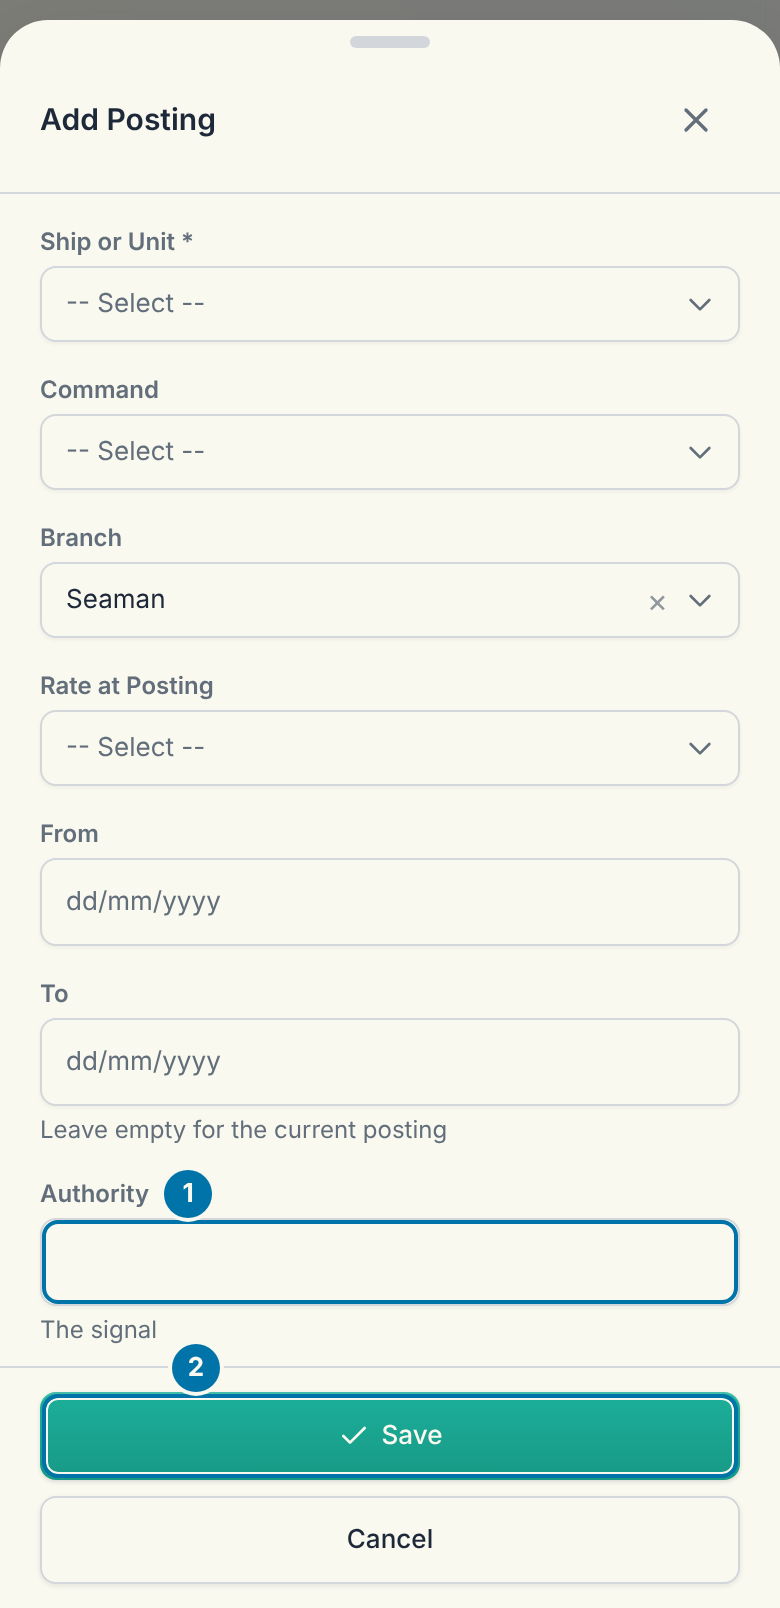 Add Posting
Ship or Unit *
-- Select --
Command
-- Select --
Branch
Seaman
Rate at Posting
-- Select --
From
dd/mm/yyyy
To
dd/mm/yyyy
Leave empty for the current posting
Authority 1
The signal
2
Save
Cancel